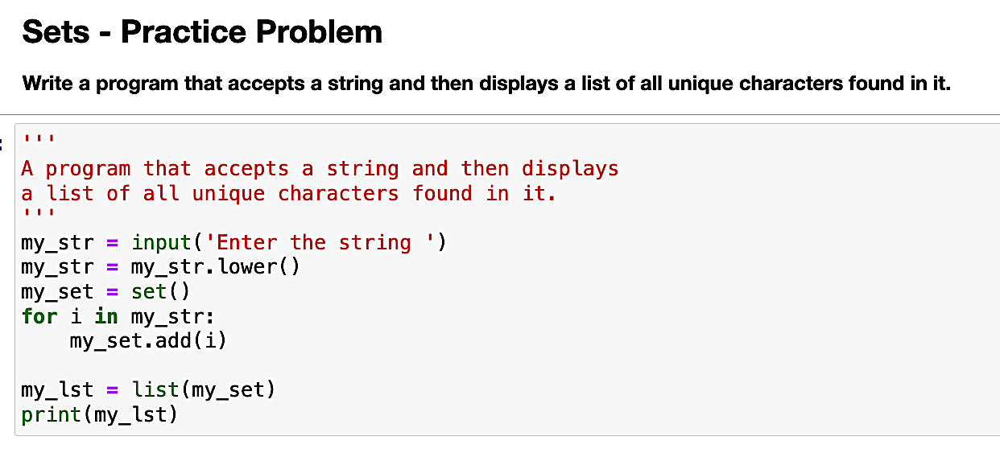 Sets - Practice Problem
Write a program that accepts a string and then displays a list of all unique characters found in it.
:
'''
A program that accepts a string and then displays
a list of all unique characters found in it.
'''
my_str = input('Enter the string ')
my_str = my_str.lower()
my_set = set()
for i in my_str:
    my_set.add(i)

my_lst = list(my_set)
print(my_lst)